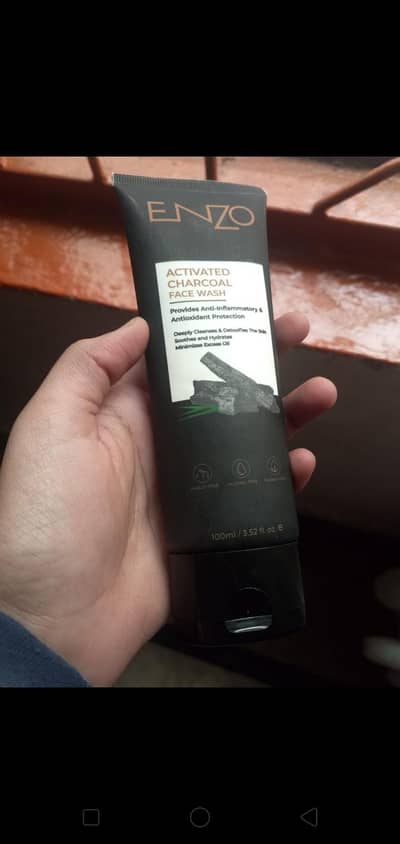 ENZO
ACTIVATED
CHARCOAL
FACE WASH
Provides Anti-Inflammatory &
Antioxidant Protection
Deeply Cleanses & Detoxifies The Skin
Soothes and Hydrates
Minimizes Excess Oil
100ml / 3.52 fl. oz. e